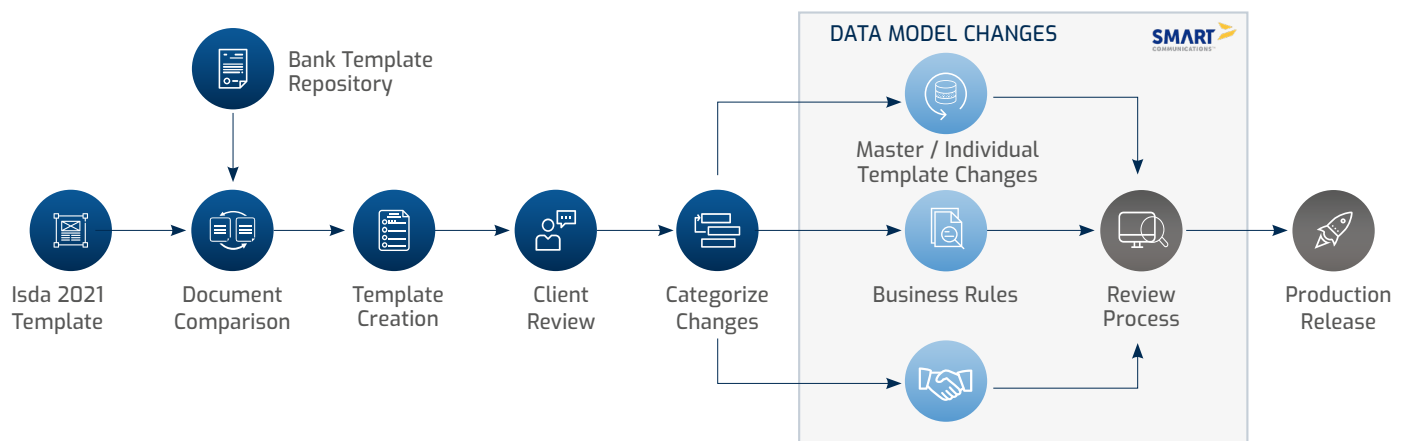 DATA MODEL CHANGES
SMART
COMMUNICATIONS™
Bank Template
Repository
Master / Individual
Template Changes
Isda 2021
Template
Document
Comparison
Template
Creation
Client
Review
Categorize
Changes
Business Rules
Review
Process
Production
Release